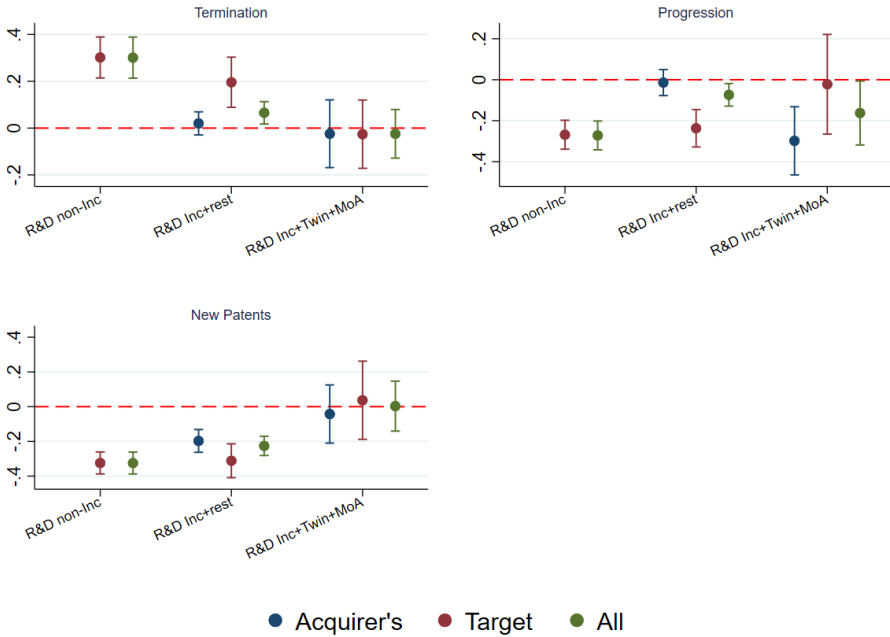 Termination
.4
.2
0
-.2
R&D non-Inc
R&D Inc+rest
R&D Inc+Twin+MoA
Progression
.2
0
-.2
-.4
R&D non-Inc
R&D Inc+rest
R&D Inc+Twin+MoA
New Patents
.4
.2
0
-.2
-.4
R&D non-Inc
R&D Inc+rest
R&D Inc+Twin+MoA
Acquirer's Target All